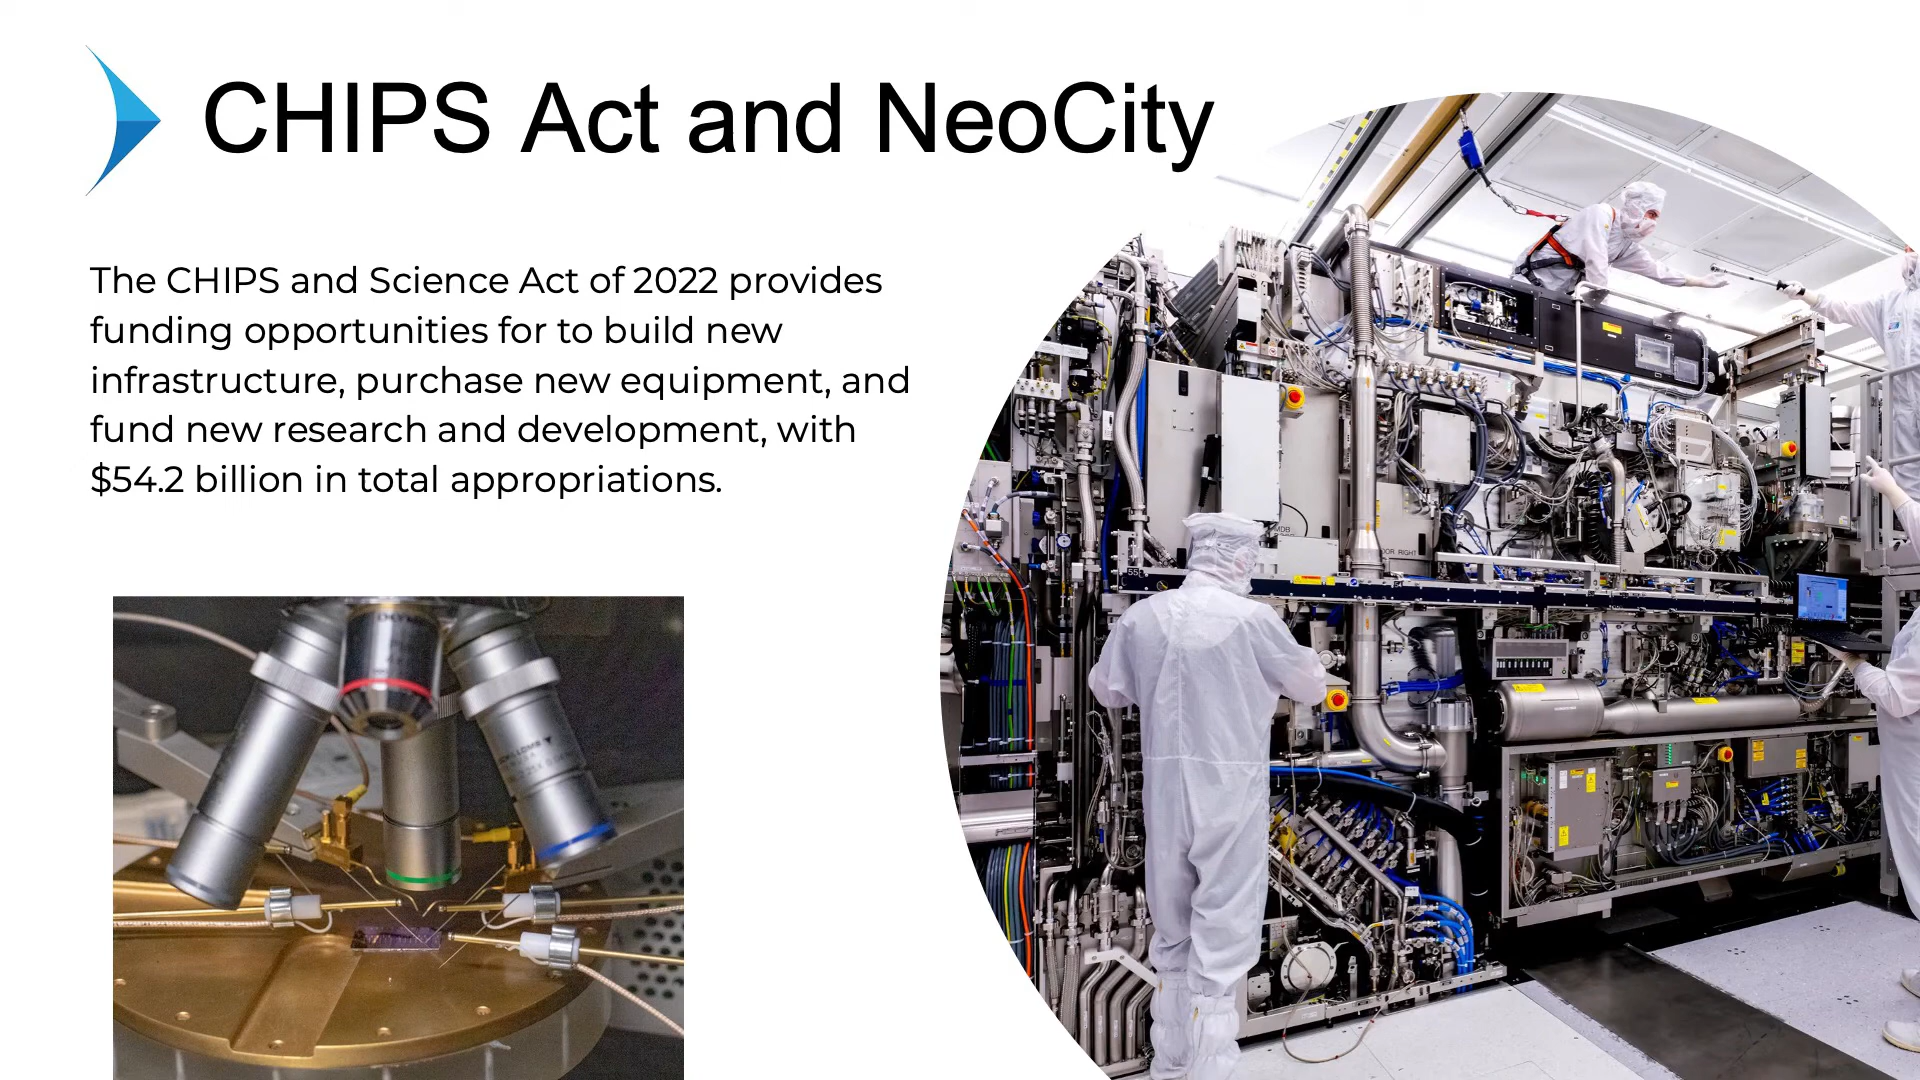 CHIPS Act and NeoCity
The CHIPS and Science Act of 2022 provides
funding opportunities for to build new
infrastructure, purchase new equipment, and
fund new research and development, with
$54.2 billion in total appropriations.